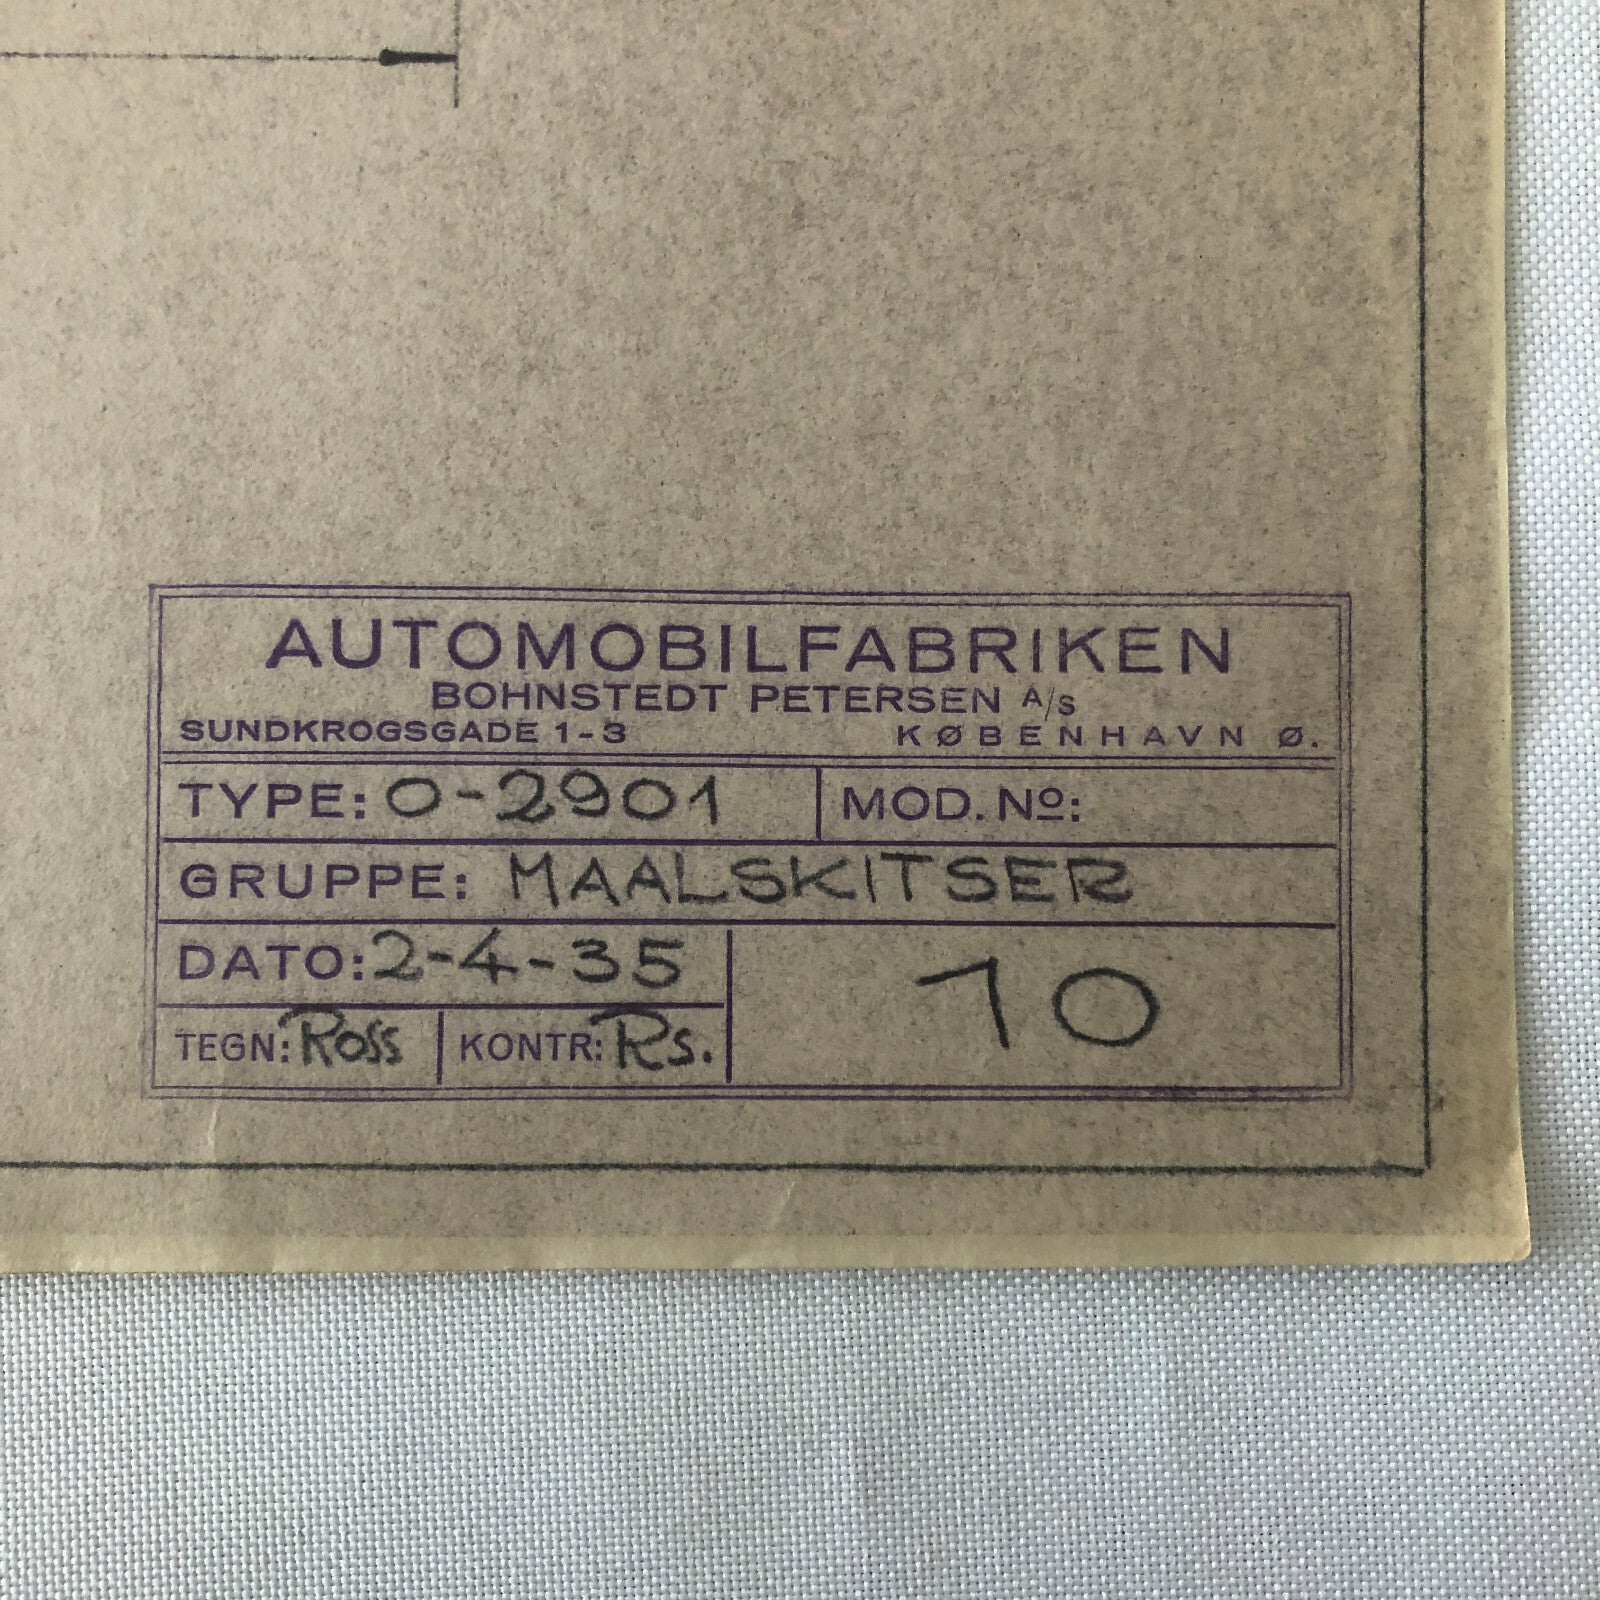 AUTOMOBILFABRIKEN
BOHNSTEDT PETERSEN A/S
SUNDKROGSGADE 1-3 KØBENHAVN Ø.
TYPE: O-2901 MOD. Nº:
GRUPPE: MAALSKITSER
DATO: 2-4-35
10
TEGN: Ross KONTR: Rs.